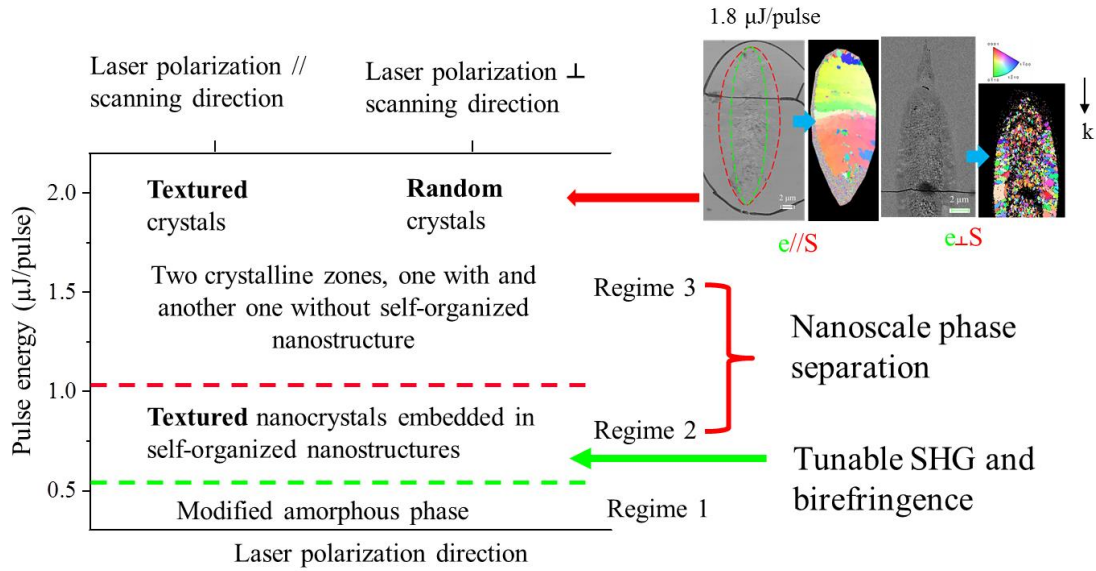 1.8 μJ/pulse
Laser polarization //
scanning direction
Laser polarization ⊥
scanning direction
k
2 μm
2 μm
e//S
e⊥S
Pulse energy (μJ/pulse)
2.0
1.5
1.0
0.5
Textured
crystals
Random
crystals
Two crystalline zones, one with and
another one without self-organized
nanostructure
Regime 3
Nanoscale phase
separation
Textured nanocrystals embedded in
self-organized nanostructures
Regime 2
Tunable SHG and
birefringence
Modified amorphous phase
Regime 1
Laser polarization direction